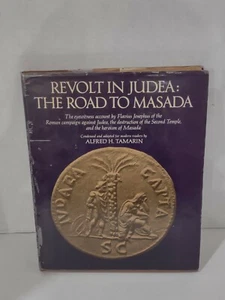 REVOLT IN JUDEA:
THE ROAD TO MASADA
The eyewitness account by Flavius Josephus of the
Roman campaign against Judea, the destruction of the Second Temple,
and the heroism of Masada
Condensed and adapted for modern readers by
ALFRED H. TAMARIN
IVDAEA CAPTA
SC